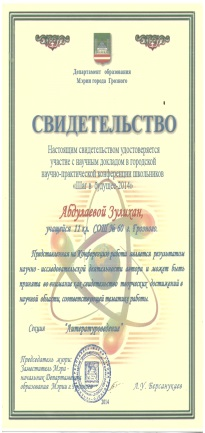 Департамент образования
Мэрии города Грозного
СВИДЕТЕЛЬСТВО
Настоящим свидетельством удостоверяется
участие с научным докладом в городской
научно-практической конференции школьников
«Шаг в будущее-2014»
Абдулаевой Зулихан,
учащейся 11 кл. СОШ № 60 г. Грозного.
Представленная на конференцию работа является результатом
научно - исследовательской деятельности автора и может быть
принята во внимание как свидетельство творческих достижений в
научной области, соответствующей тематике работы.
Секция "Литературоведение"
Председатель жюри:
Заместитель Мэра -
начальник Департамента
образования Мэрии г. Грозного
А.У. Берсанукаев
2014